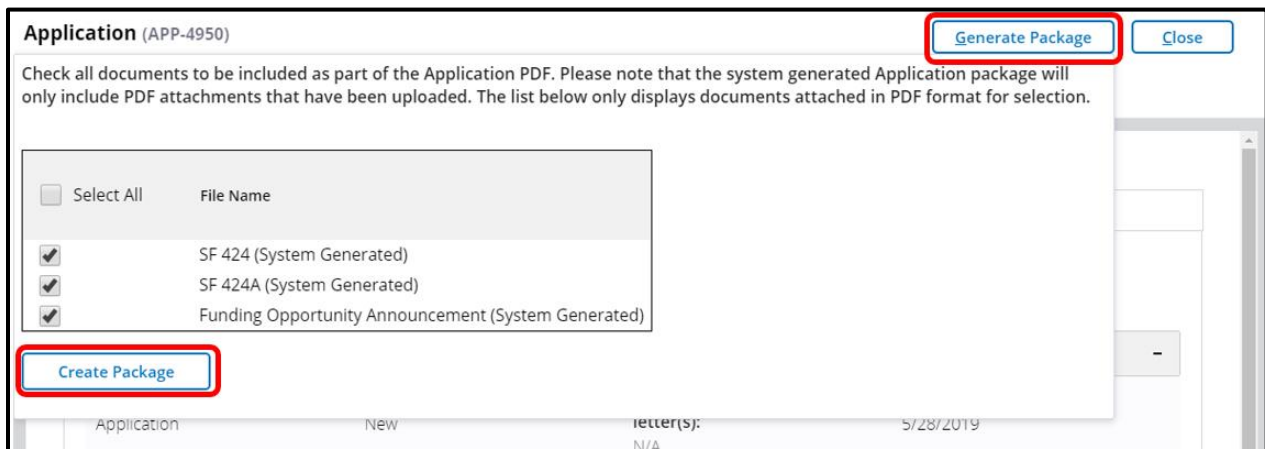 Application (APP-4950)
Generate Package
Close
Check all documents to be included as part of the Application PDF. Please note that the system generated Application package will
only include PDF attachments that have been uploaded. The list below only displays documents attached in PDF format for selection.
Select All File Name
SF 424 (System Generated)
SF 424A (System Generated)
Funding Opportunity Announcement (System Generated)
Create Package
Application New letter(s): 5/28/2019
N/A